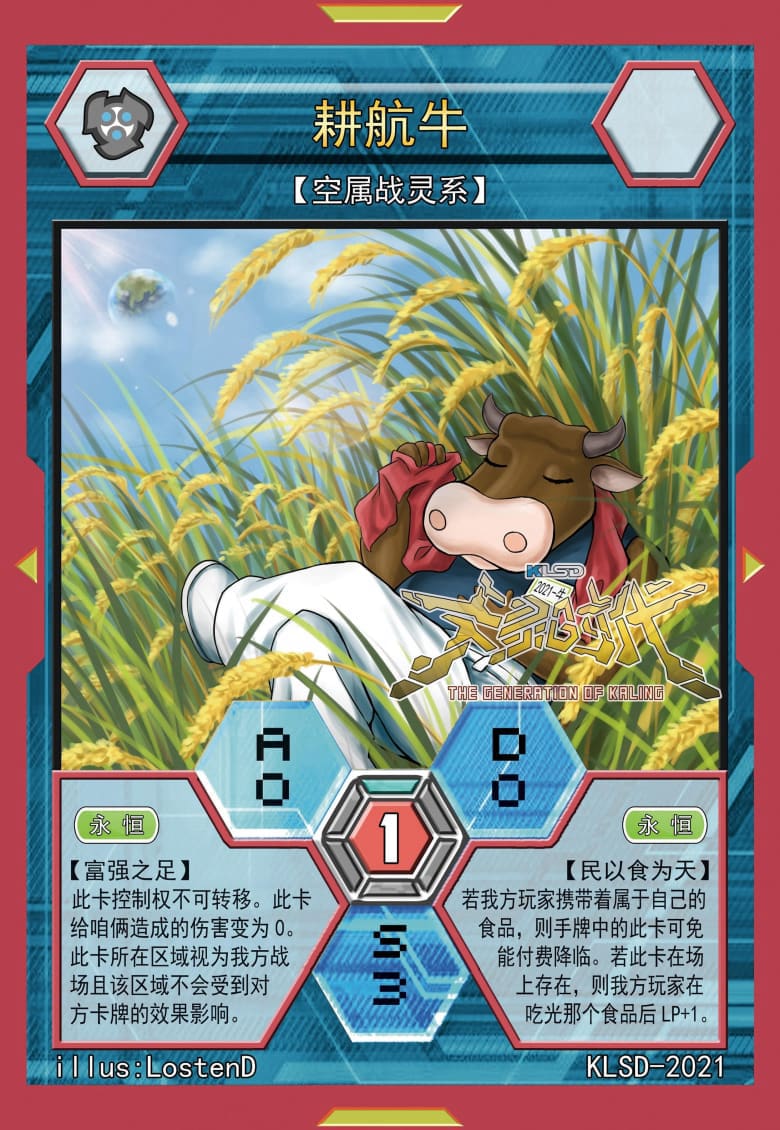 耕航牛
【空属战灵系】
KLSD
2021-牛
卡灵时代
THE GENERATION OF KALING
A
0
D
0
1
永恒
【富强之足】
此卡控制权不可转移。此卡
给咱俩造成的伤害变为0。
此卡所在区域视为我方战
场且该区域不会受到对
方卡牌的效果影响。
永恒
【民以食为天】
若我方玩家携带着属于自己的
食品，则手牌中的此卡可免
能付费降临。若此卡在场
上存在，则我方玩家在
吃光那个食品后LP+1。
S
3
illus:LostenD
KLSD-2021